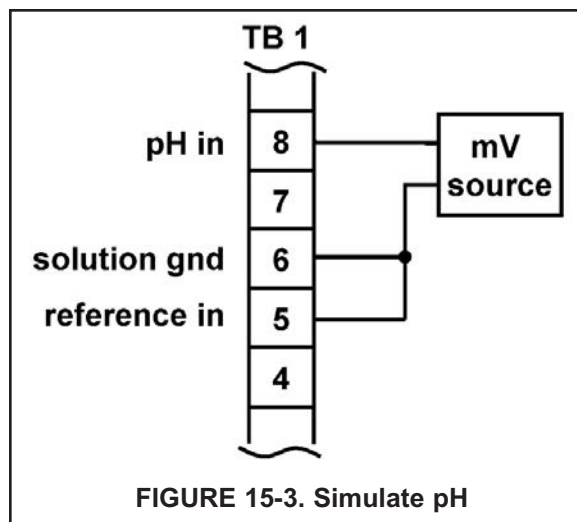 TB 1
pH in
8
mV
source
7
solution gnd
6
reference in
5
4
FIGURE 15-3. Simulate pH